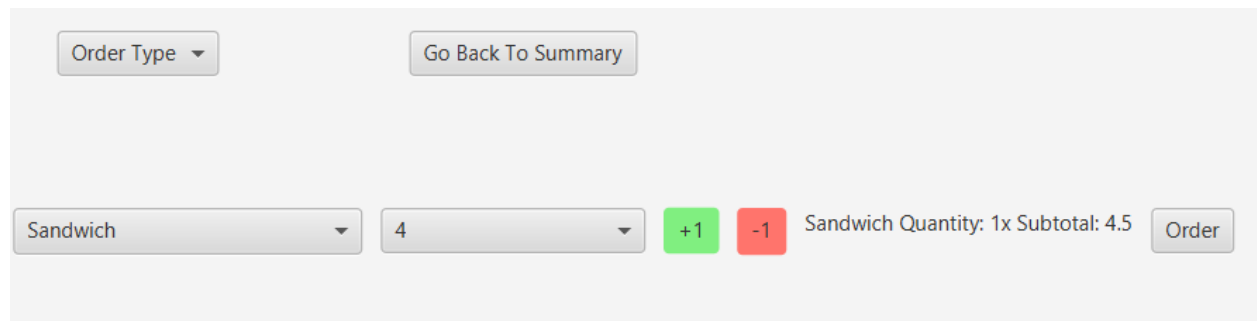 Order Type Go Back To Summary
Sandwich 4 +1 -1 Sandwich Quantity: 1x Subtotal: 4.5 Order